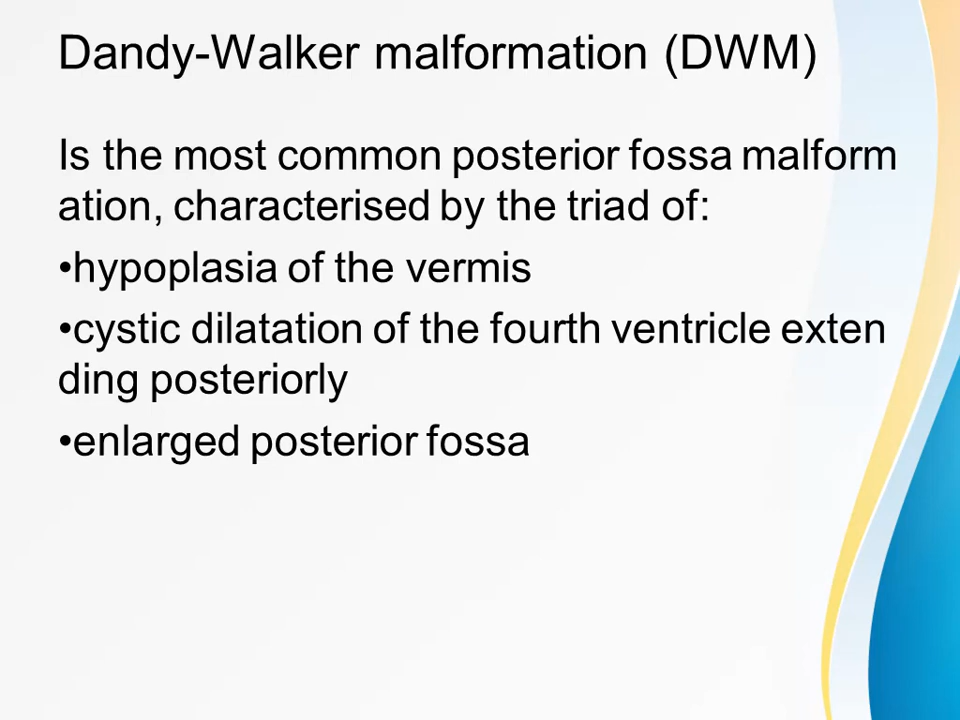 Dandy-Walker malformation (DWM)
Is the most common posterior fossa malform
ation, characterised by the triad of:
•hypoplasia of the vermis
•cystic dilatation of the fourth ventricle exten
ding posteriorly
•enlarged posterior fossa